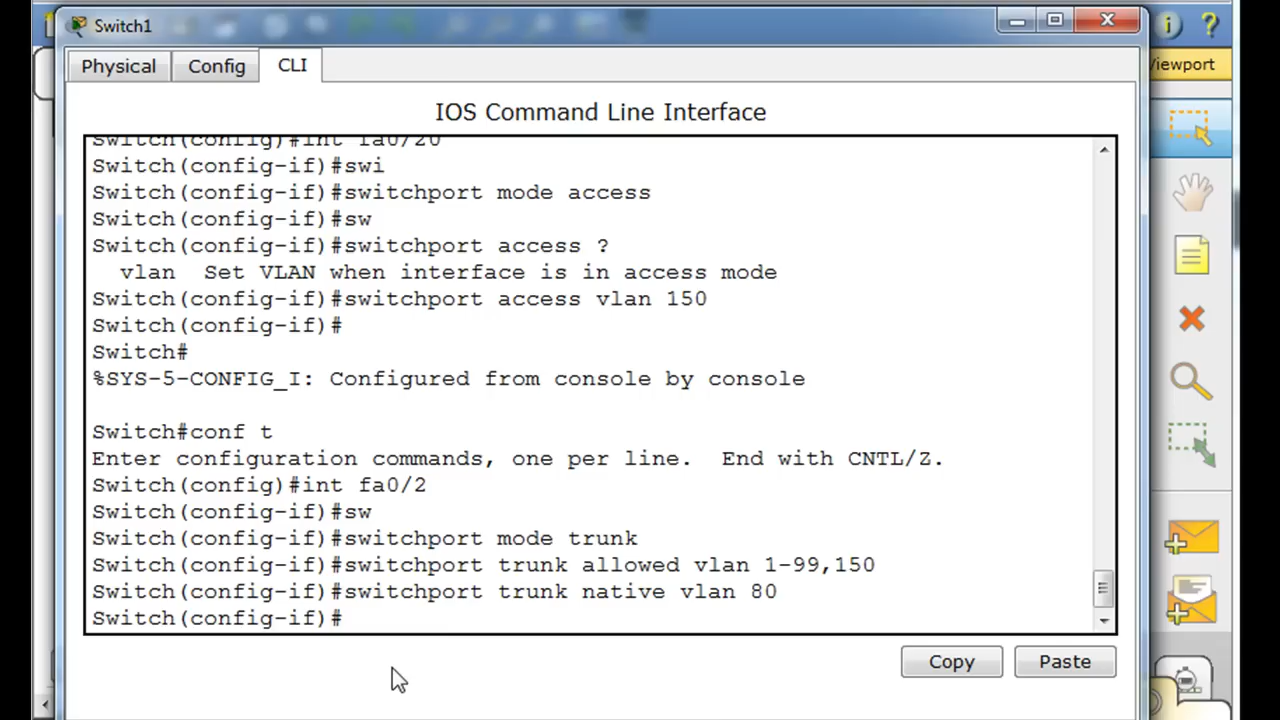 Switch1
Physical
Config
CLI
Viewport
IOS Command Line Interface
Switch(config)#int fa0/20
Switch(config-if)#swi
Switch(config-if)#switchport mode access
Switch(config-if)#sw
Switch(config-if)#switchport access ?
vlan Set VLAN when interface is in access mode
Switch(config-if)#switchport access vlan 150
Switch(config-if)#
Switch#
%SYS-5-CONFIG_I: Configured from console by console
Switch#conf t
Enter configuration commands, one per line. End with CNTL/Z.
Switch(config)#int fa0/2
Switch(config-if)#sw
Switch(config-if)#switchport mode trunk
Switch(config-if)#switchport trunk allowed vlan 1-99,150
Switch(config-if)#switchport trunk native vlan 80
Switch(config-if)#
Copy
Paste